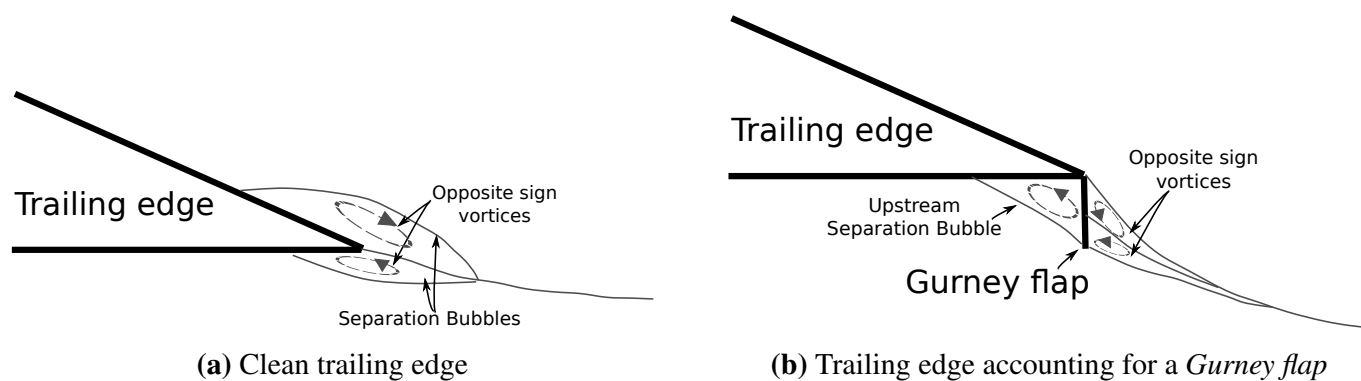 Trailing edge
Opposite sign
vortices
Separation Bubbles
(a) Clean trailing edge
Trailing edge
Opposite sign
vortices
Upstream
Separation Bubble
Gurney flap
(b) Trailing edge accounting for a Gurney flap